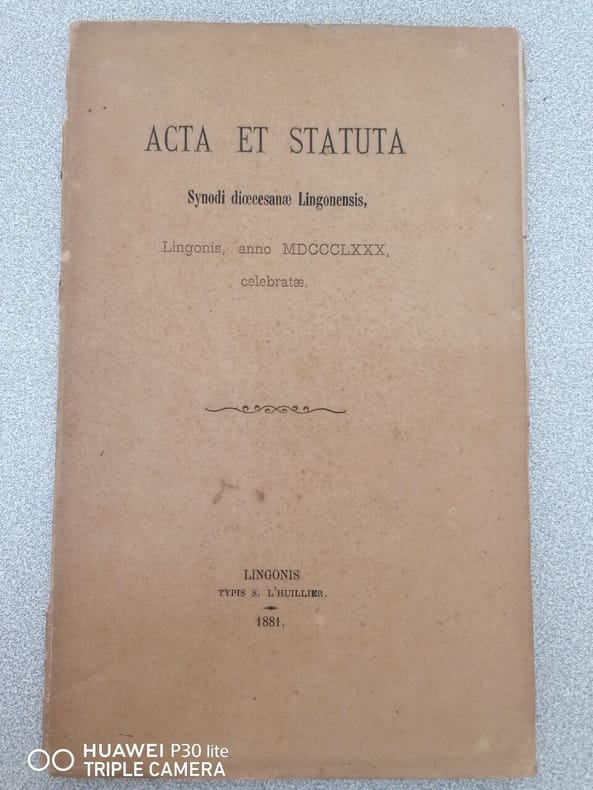 ACTA ET STATUTA
Synodi diœcesanæ Lingonensis,
Lingonis, anno MDCCCLXXX,
celebratæ.
LINGONIS
TYPIS S. L'HUILLIER.
1881.
HUAWEI P30 lite
TRIPLE CAMERA